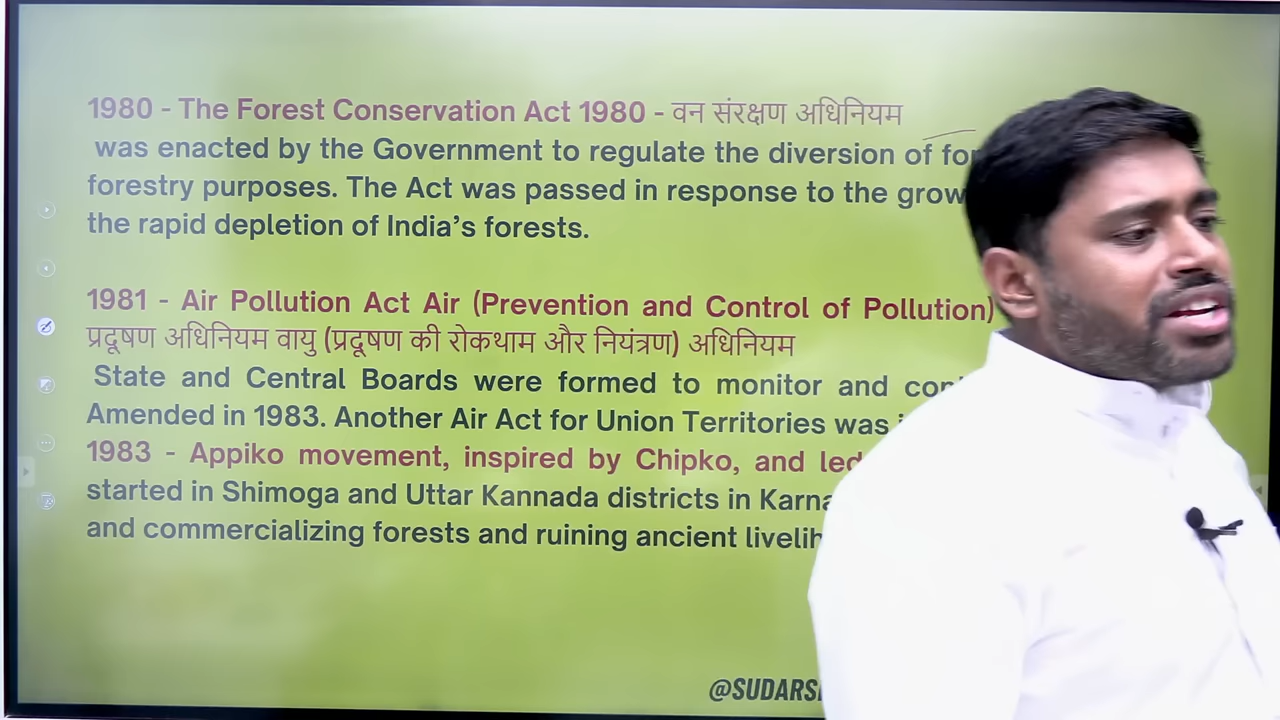 1980 - The Forest Conservation Act 1980 - वन संरक्षण अधिनियम
was enacted by the Government to regulate the diversion of
forestry purposes. The Act was passed in response to the
the rapid depletion of India’s forests.
1981 - Air Pollution Act Air (Prevention and Control of Pollution)
प्रदूषण अधिनियम वायु (प्रदूषण की रोकथाम और नियंत्रण) अधिनियम
State and Central Boards were formed to monitor and
Amended in 1983. Another Air Act for Union Territories was
1983 - Appiko movement, inspired by Chipko, and led
started in Shimoga and Uttar Kannada districts in
and commercializing forests and ruining ancient